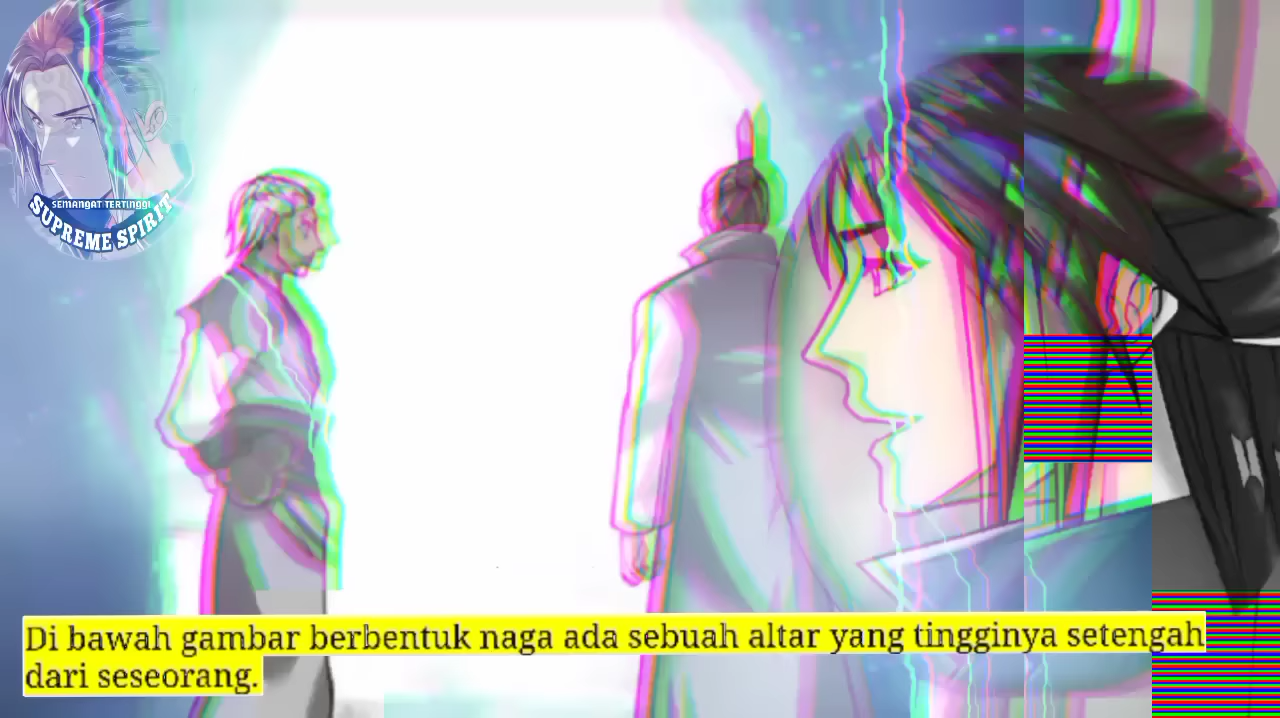 SEMANGAT TERTINGGI
SUPREME SPIRIT
Di bawah gambar berbentuk naga ada sebuah altar yang tingginya setengah
dari seseorang.